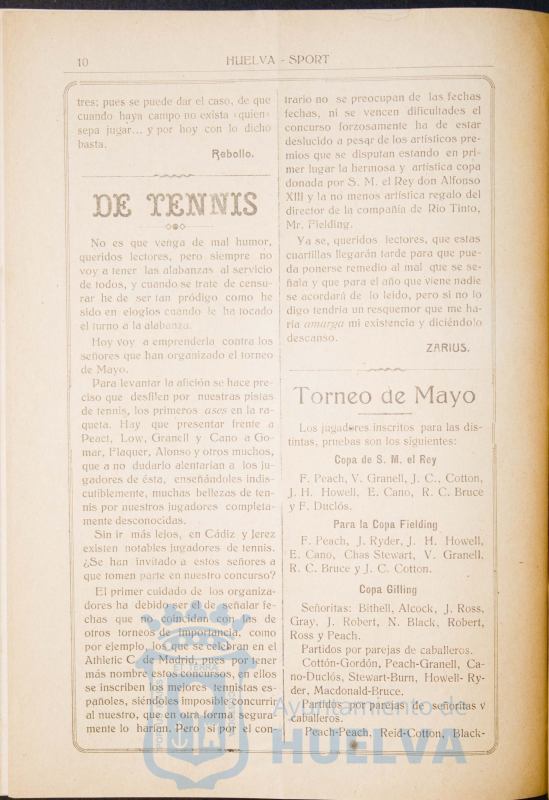 10
HUELVA - SPORT
tres; pues se puede dar el caso, de que
cuando haya campo no exista «quien»
sepa jugar... y por hoy con lo dicho
basta.
Rebollo.
DE TENNIS
No es que venga de mal humor,
queridos lectores, pero siempre no
voy a tener las alabanzas al servicio
de todos, y cuando se trate de censu-
rar he de ser tan pródigo como he
sido en elogios cuando le ha tocado
el turno a la alabanza.
Hoy voy a emprenderla contra los
señores que han organizado el torneo
de Mayo.
Para levantar la afición se hace pre-
ciso que desfilen por nuestras pistas
de tennis, los primeros ases en la ra-
queta. Hay que presentar frente a
Peact, Low, Granell y Cano a Go-
mar, Flaquer, Alonso y otros muchos,
que a no dudarlo alentarían a los ju-
gadores de ésta, enseñándoles indis-
cutiblemente, muchas bellezas de ten-
nis por nuestros jugadores completa-
mente desconocidas.
Sin ir más lejos, en Cádiz y Jerez
existen notables jugadores de tennis.
¿Se han invitado a estos señores a
que tomen parte en nuestro concurso?
El primer cuidado de los organiza-
dores ha debido ser el de señalar fe-
chas que no coincidan con las de
otros torneos de importancia, como
por ejemplo, los que se celebran en el
Athletic C. de Madrid, pues por tener
más nombre estos concursos, en ellos
se inscriben los mejores tennistas es-
pañoles, siéndoles imposible concurrir
al nuestro, que de otra forma segura-
mente lo harían. Pero si por el con-
trario no se preocupan de las fechas
fechas, ni se vencen dificultades el
concurso forzosamente ha de estar
deslucido a pesar de los artísticos pre-
mios que se disputan estando en pri-
mer lugar la hermosa y artística copa
donada por S. M. el Rey don Alfonso
XIII y la no menos artística regalo del
director de la compañía de Río Tinto,
Mr. Fielding.
Ya se, queridos lectores, que estas
cuartillas llegarán tarde para que pue-
da ponerse remedio al mal que se se-
ñala y que para el año que viene nadie
se acordará de lo leído, pero si no lo
digo tendría un resquemor que me ha-
ría amarga mi existencia y diciéndolo
descanso.
ZARIUS.
Torneo de Mayo
Los jugadores inscritos para las dis-
tintas, pruebas son los siguientes:
Copa de S. M. el Rey
F. Peach, V. Granell, J. C., Cotton,
J. H. Howell, E. Cano, R. C. Bruce
y F. Duclós.
Para la Copa Fielding
F. Peach, J. Ryder, J. H. Howell,
E. Cano, Chas Stewart, V. Granell,
R. C. Bruce y J. C. Cotton.
Copa Gilling
Señoritas: Bithell, Alcock, J. Ross,
Gray, J. Robert, N. Black, Robert,
Ross y Peach.
Partidos por parejas de caballeros.
Cottón-Gordón, Peach-Granell, Ca-
no-Duclós, Stewart-Burn, Howell- Ry-
der, Macdonald-Bruce.
Partidos por parejas de señoritas y
caballeros.
Peach-Peach, Reid-Cotton, Black-
Ayuntamiento de
HUELVA